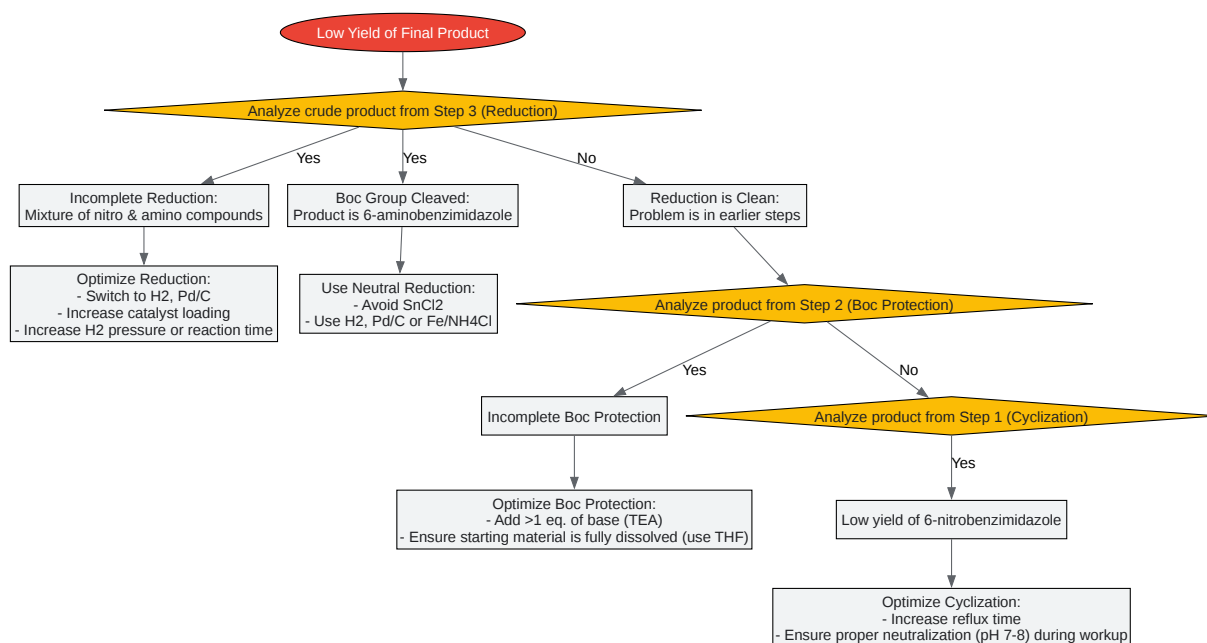 Low Yield of Final Product
Analyze crude product from Step 3 (Reduction)
Yes
Yes
No
Incomplete Reduction:
Mixture of nitro & amino compounds
Boc Group Cleaved:
Product is 6-aminobenzimidazole
Reduction is Clean:
Problem is in earlier steps
Optimize Reduction:
- Switch to H2, Pd/C
- Increase catalyst loading
- Increase H2 pressure or reaction time
Use Neutral Reduction:
- Avoid SnCl2
- Use H2, Pd/C or Fe/NH4Cl
Analyze product from Step 2 (Boc Protection)
Yes
No
Incomplete Boc Protection
Analyze product from Step 1 (Cyclization)
Yes
Optimize Boc Protection:
- Add >1 eq. of base (TEA)
- Ensure starting material is fully dissolved (use THF)
Low yield of 6-nitrobenzimidazole
Optimize Cyclization:
- Increase reflux time
- Ensure proper neutralization (pH 7-8) during workup